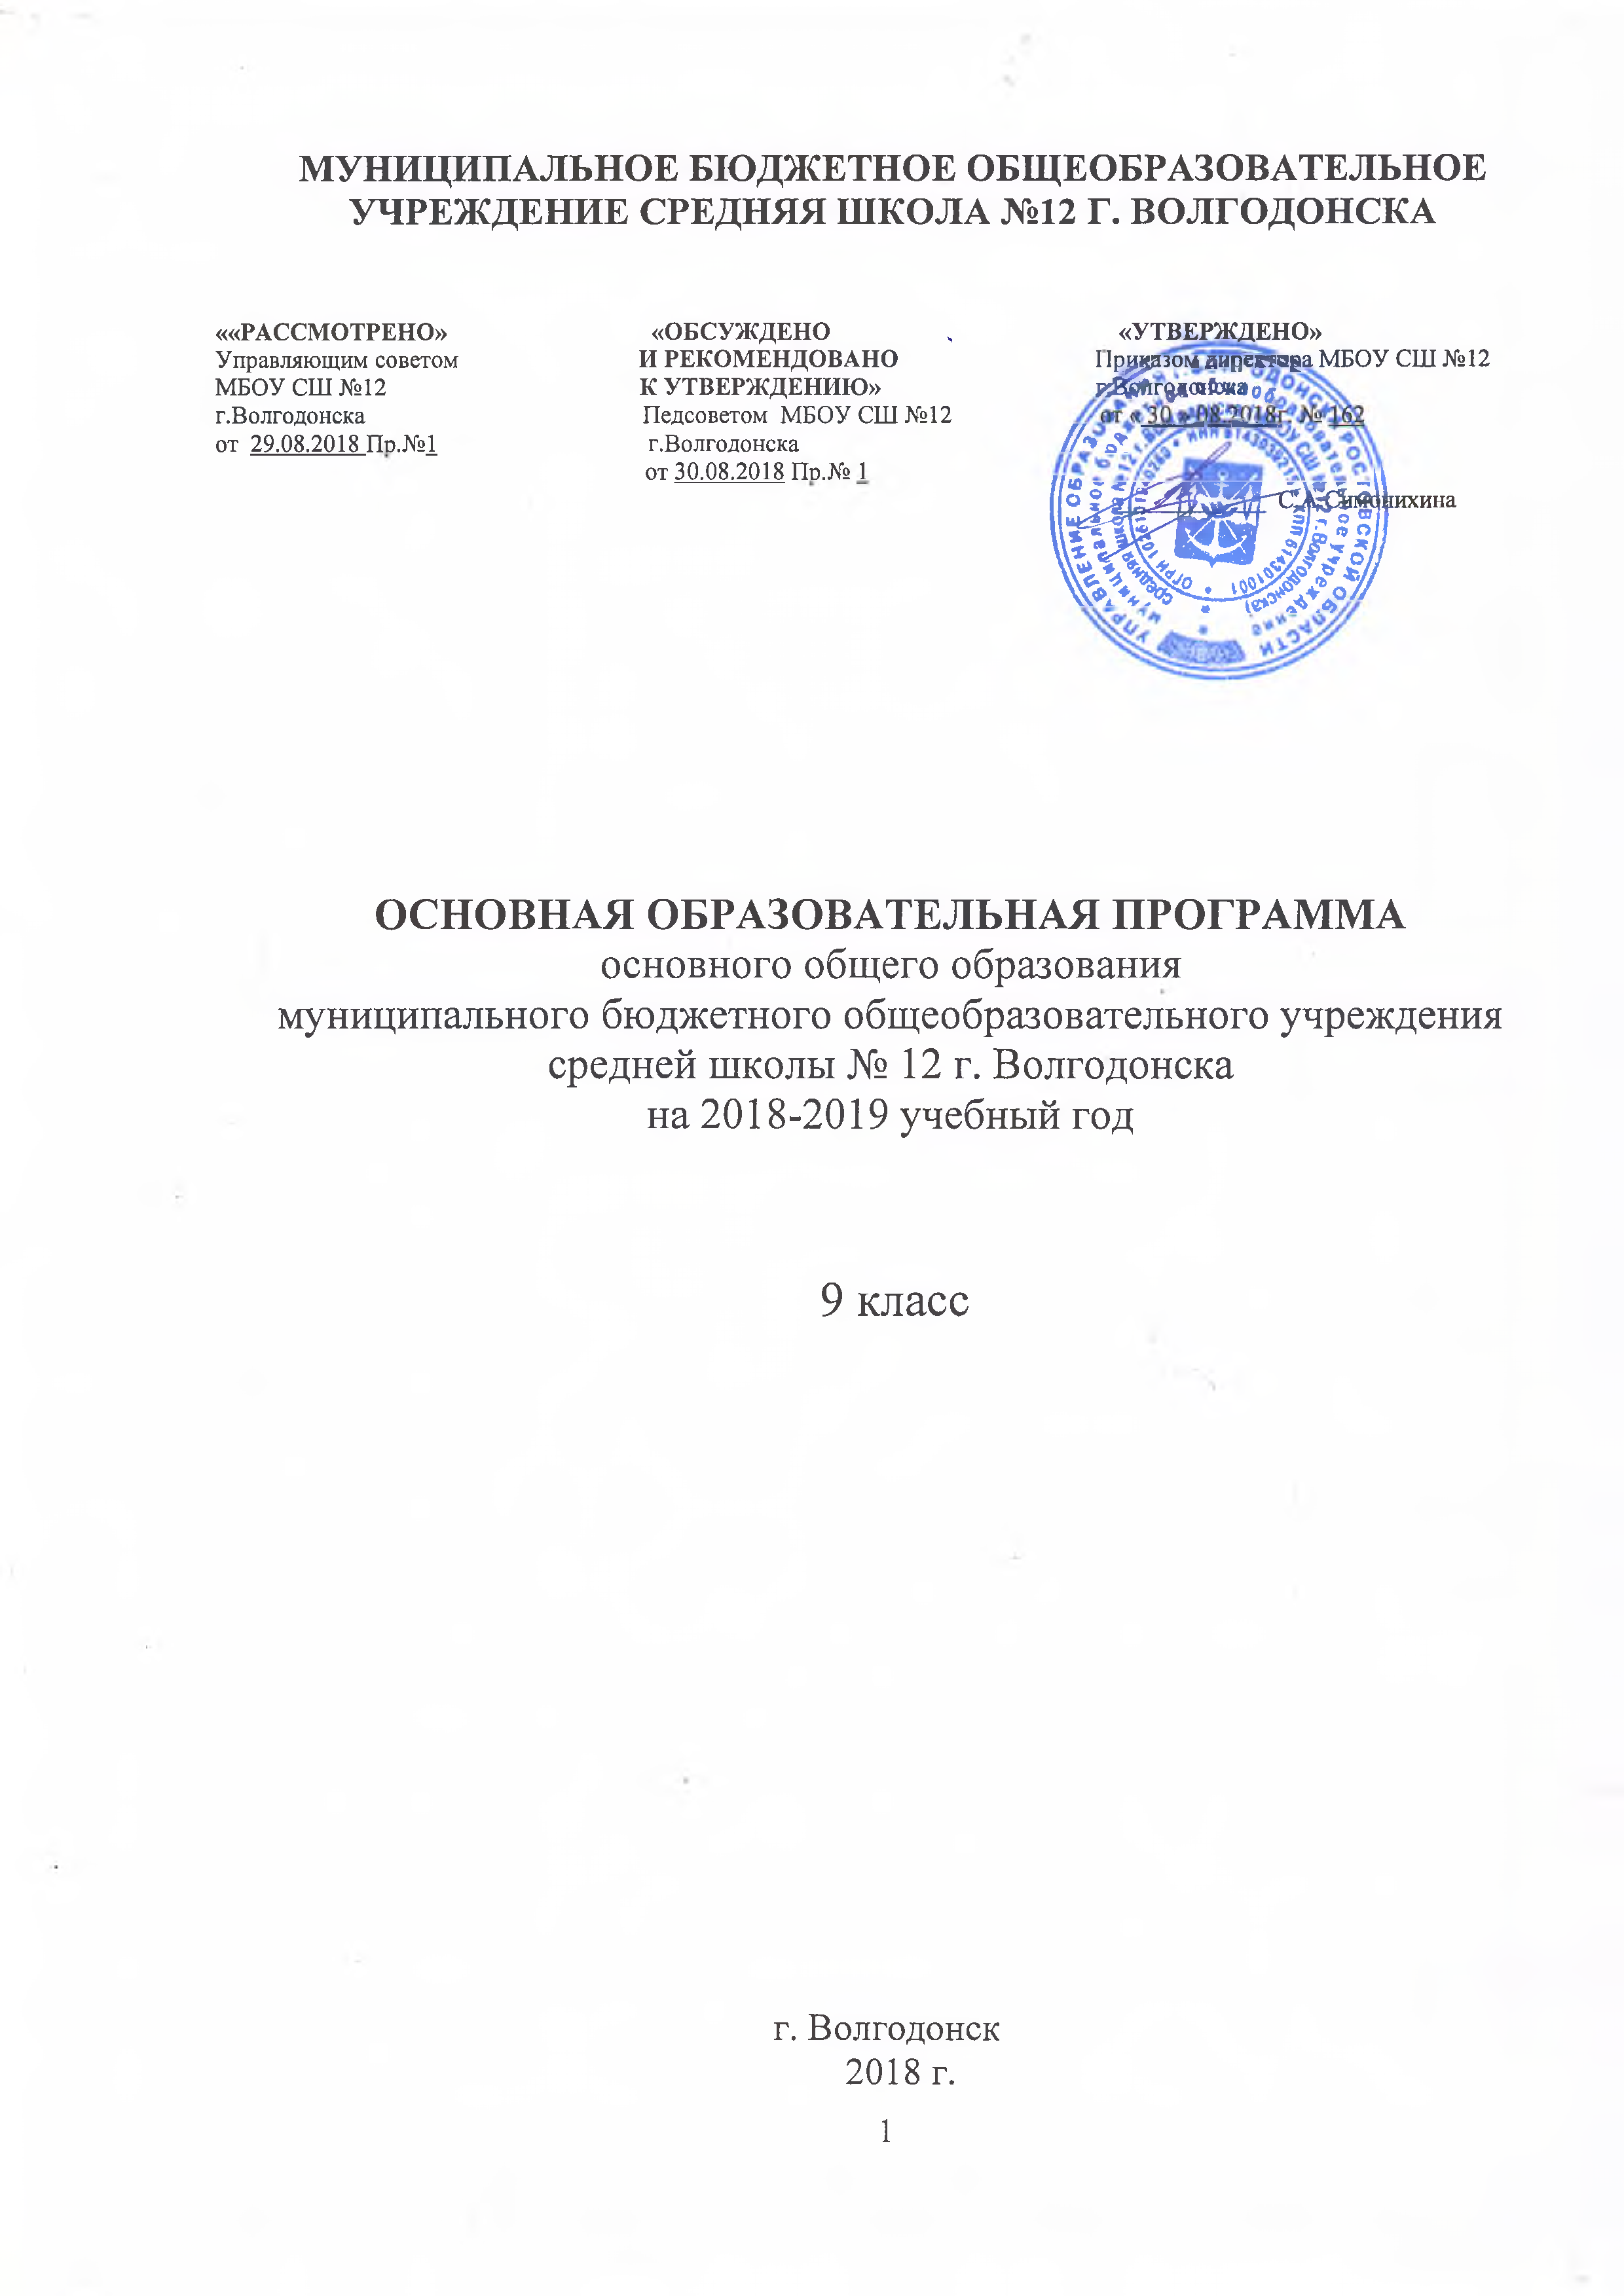 МУНИЦИПАЛЬНОЕ БЮДЖЕТНОЕ ОБЩЕОБРАЗОВАТЕЛЬНОЕ
УЧРЕЖДЕНИЕ СРЕДНЯЯ ШКОЛА №12 Г. ВОЛГОДОНСКА
««РАССМОТРЕНО»
Управляющим советом
МБОУ СШ №12
г.Волгодонска
от 29.08.2018 Пр.№1
«ОБСУЖДЕНО
И РЕКОМЕНДОВАНО
К УТВЕРЖДЕНИЮ»
Педсоветом МБОУ СШ №12
г.Волгодонска
от 30.08.2018 Пр.№ 1
«УТВЕРЖДЕНО»
Приказом директора МБОУ СШ №12
г.Волгодонска
от « 30 » 08.2018г. № 162
С.А.Симонихина
ОСНОВНАЯ ОБРАЗОВАТЕЛЬНАЯ ПРОГРАММА
основного общего образования
муниципального бюджетного общеобразовательного учреждения
средней школы № 12 г. Волгодонска
на 2018-2019 учебный год
9 класс
г. Волгодонск
2018 г.
1